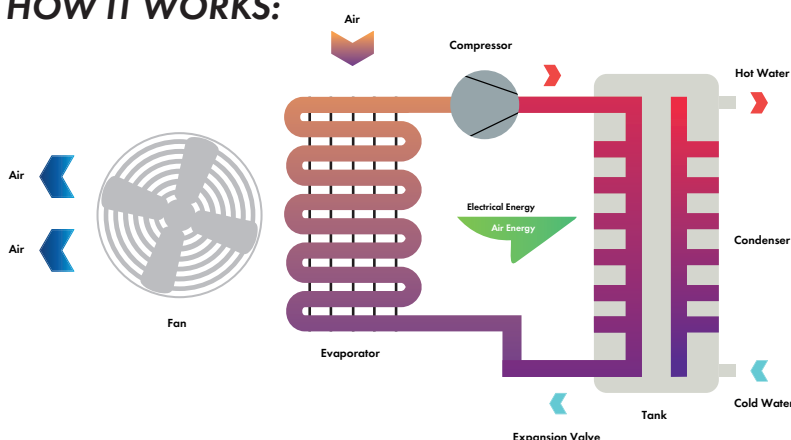 HOW IT WORKS:
Air
Compressor
Hot Water
Air
Electrical Energy
Air Energy
Air
Condenser
Fan
Evaporator
Cold Water
Tank
Expansion Valve